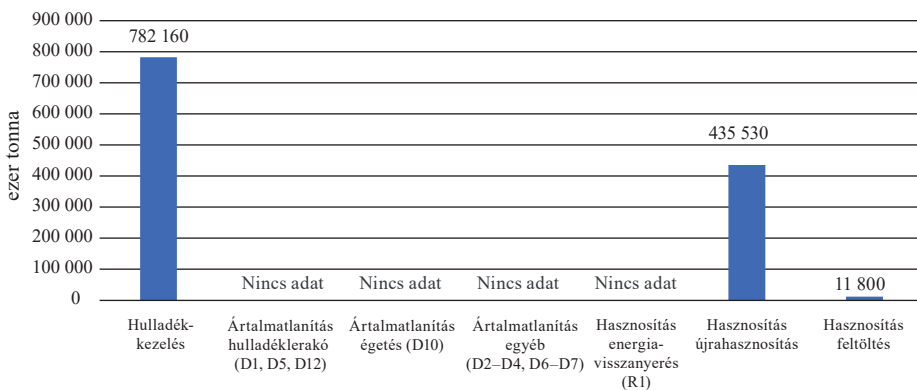 900 000
800 000
700 000
600 000
500 000
400 000
300 000
200 000
100 000
0
ezer tonna
782 160
Nincs adat
Nincs adat
Nincs adat
Nincs adat
435 530
11 800
Hulladék-
kezelés
Ártalmatlanítás
hulladéklerakó
(D1, D5, D12)
Ártalmatlanítás
égetés (D10)
Ártalmatlanítás
egyéb
(D2–D4, D6–D7)
Hasznosítás
energia-
visszanyerés
(R1)
Hasznosítás
újrahasznosítás
Hasznosítás
feltöltés